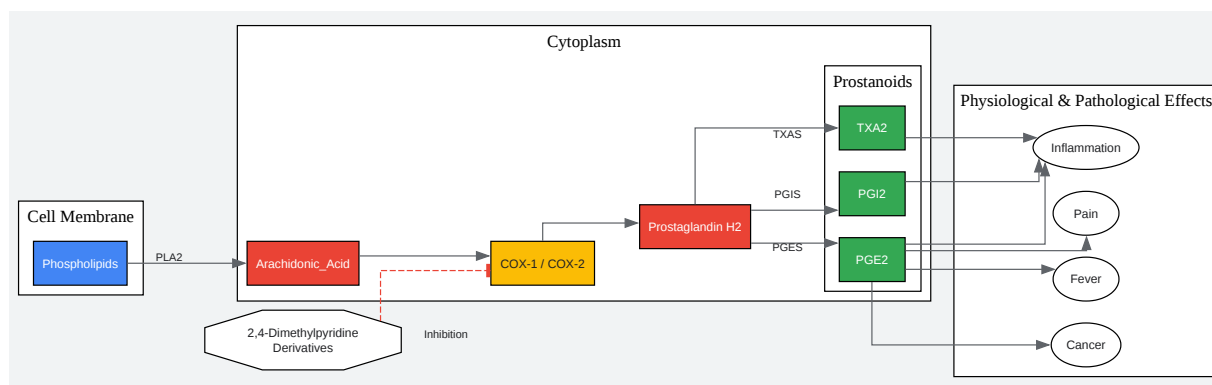 Cytoplasm
Prostanoids
Physiological & Pathological Effects
TXA2
TXAS
Inflammation
PGI2
PGIS
Cell Membrane
Pain
Prostaglandin H2
PGES
Phospholipids
PLA2
Arachidonic_Acid
COX-1 / COX-2
PGE2
Fever
2,4-Dimethylpyridine
Derivatives
Inhibition
Cancer